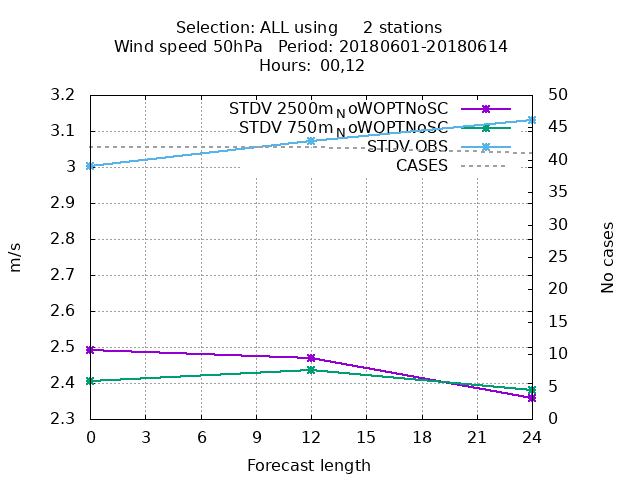 Selection: ALL using 2 stations
Wind speed 50hPa Period: 20180601-20180614
Hours: 00,12
STDV 2500m_NoWOPTNoSC
STDV 750m_NoWOPTNoSC
STDV OBS
CASES
3.2
3.1
3
2.9
2.8
2.7
2.6
2.5
2.4
2.3
m/s
50
45
40
35
30
25
20
15
10
5
0
No cases
0 3 6 9 12 15 18 21 24
Forecast length